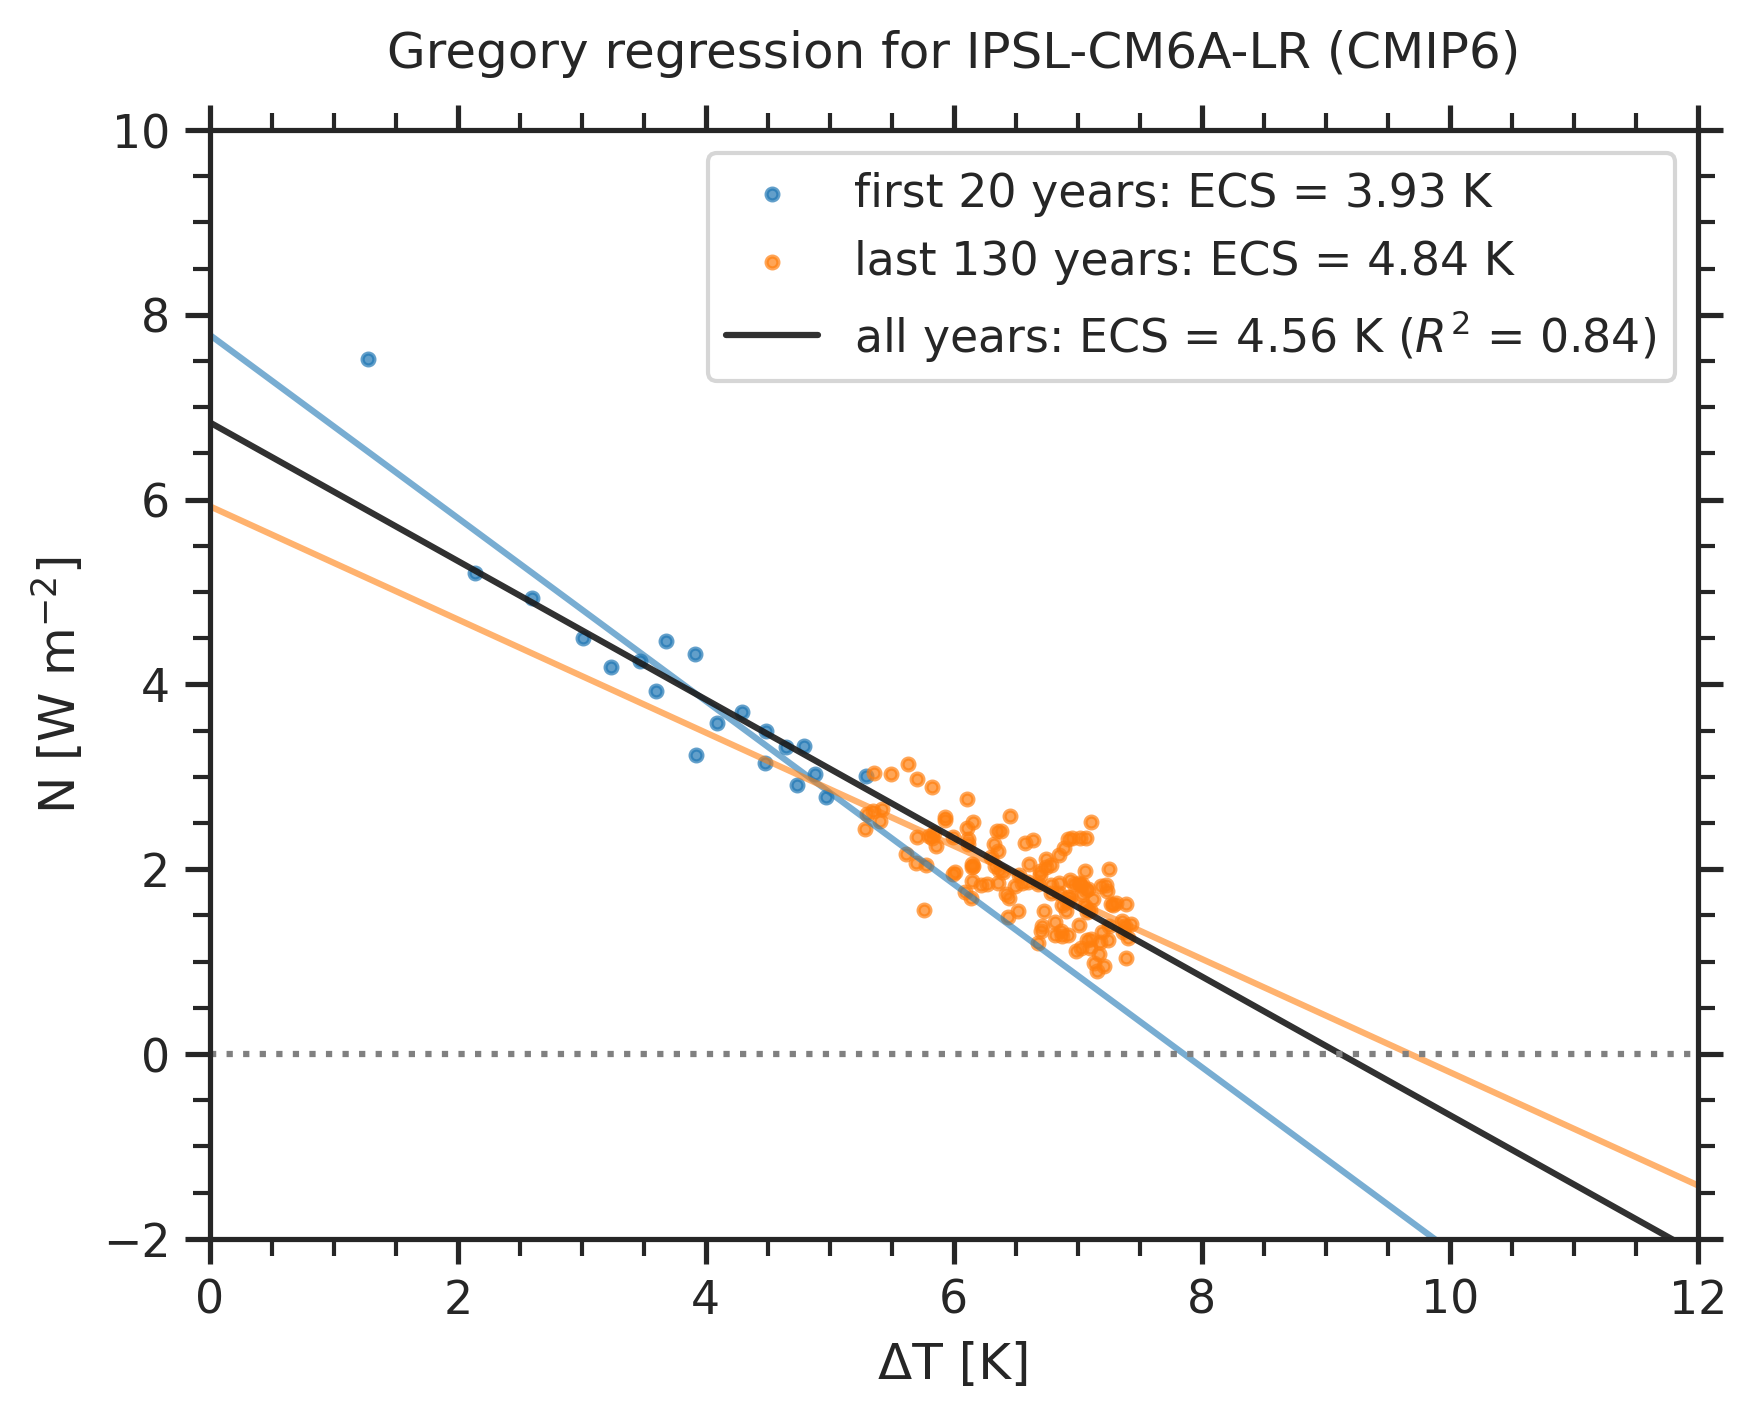 Gregory regression for IPSL-CM6A-LR (CMIP6)
first 20 years: ECS = 3.93 K
last 130 years: ECS = 4.84 K
all years: ECS = 4.56 K (R² = 0.84)
10
8
6
4
2
0
−2
N [W m⁻²]
0 2 4 6 8 10 12
ΔT [K]